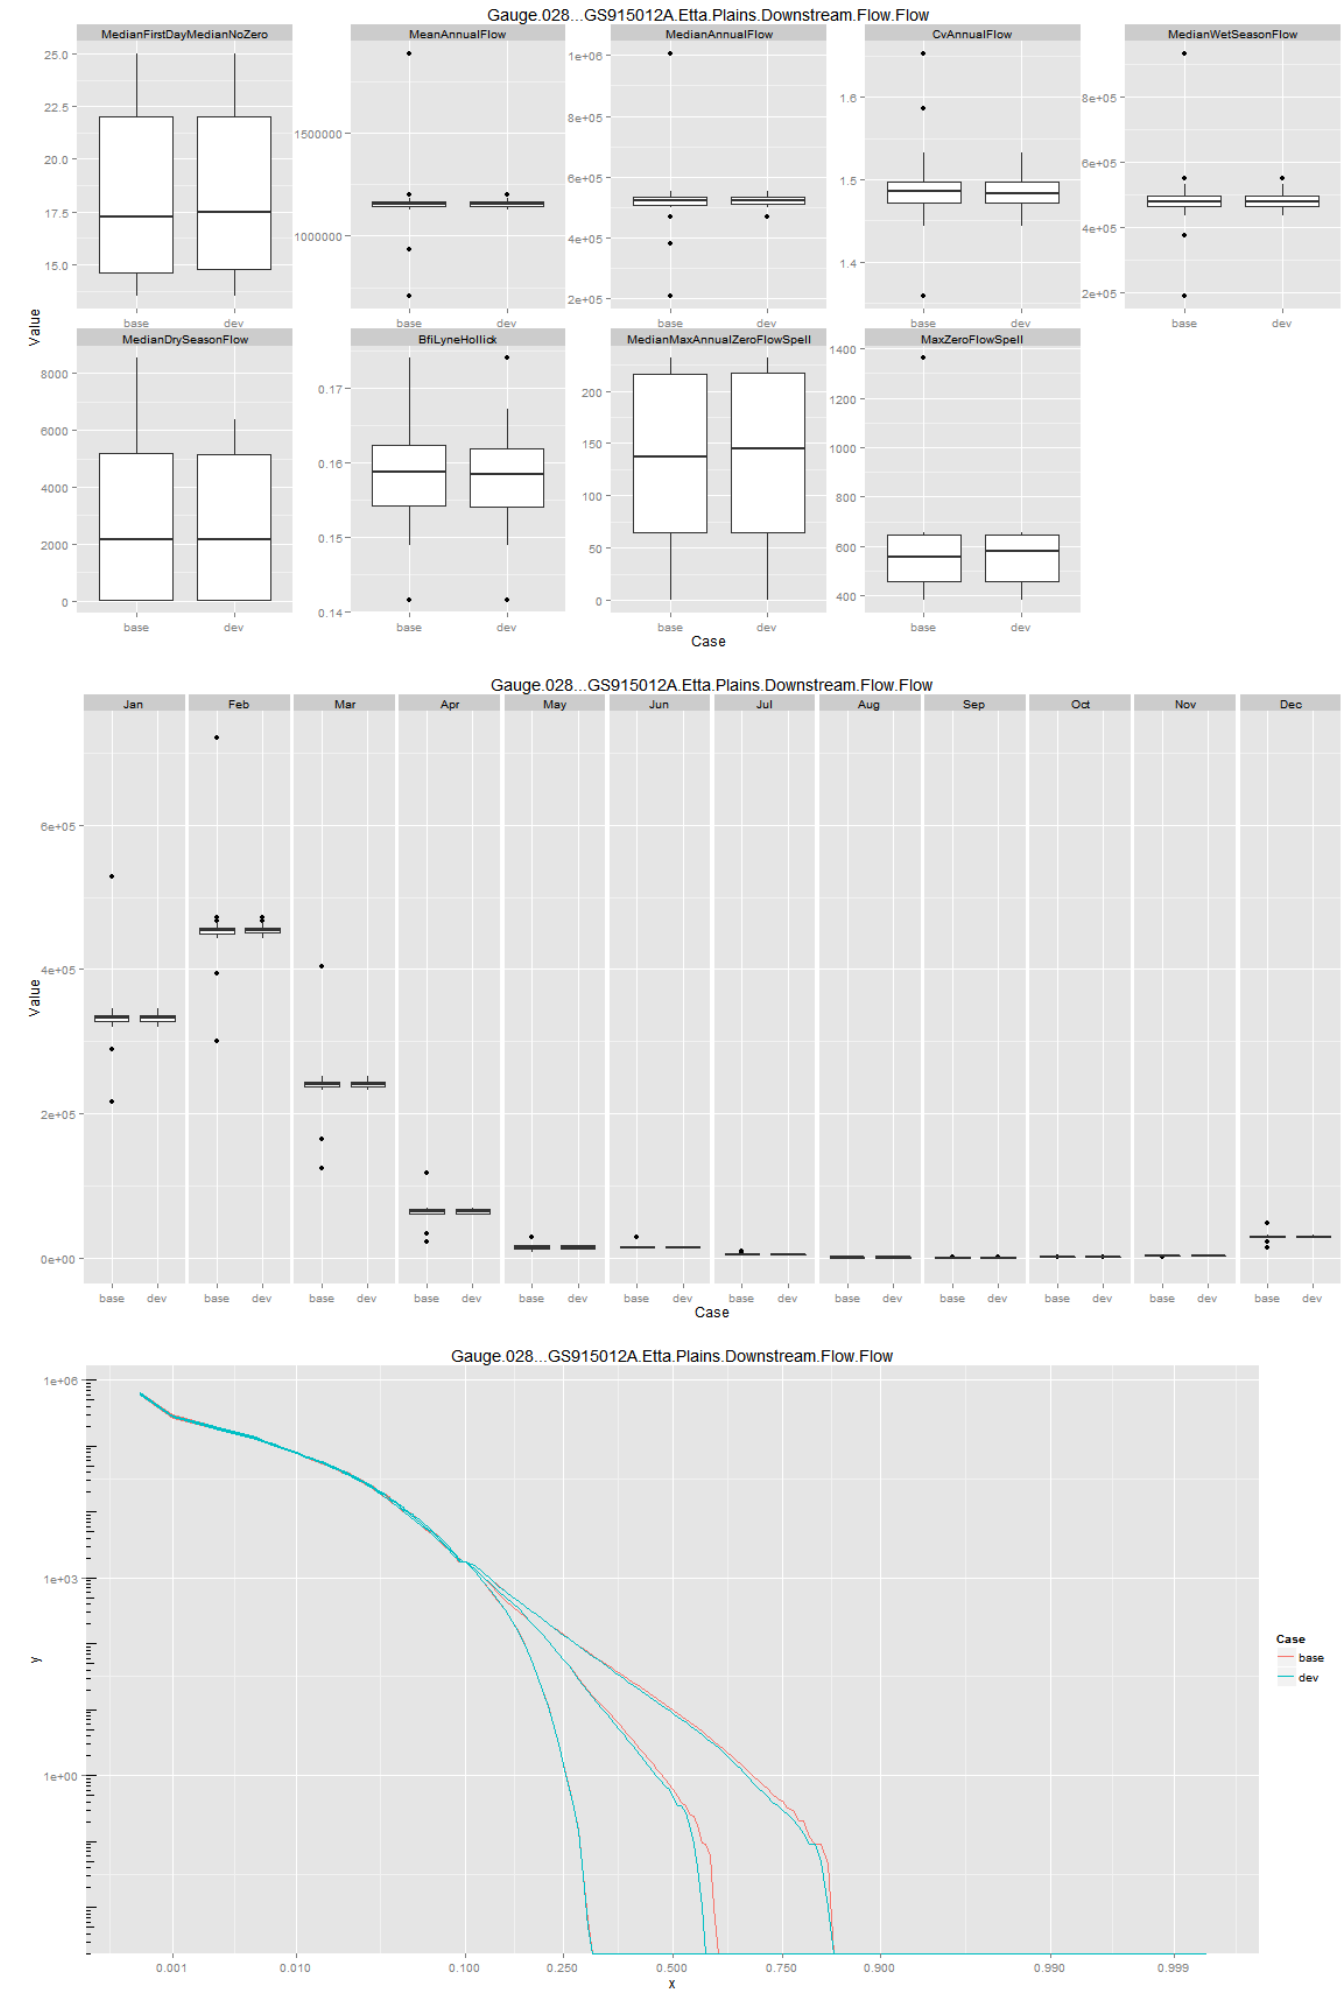 Gauge.028...GS915012A.Etta.Plains.Downstream.Flow.Flow
MedianFirstDayMedianNoZero MeanAnnualFlow MedianAnnualFlow CvAnnualFlow MedianWetSeasonFlow
25.0
22.5
20.0
17.5
15.0
1500000
1000000
1e+06
8e+05
6e+05
4e+05
2e+05
1.6
1.5
1.4
8e+05
6e+05
4e+05
2e+05
base dev base dev base dev base dev base dev
Value
MedianDrySeasonFlow BfiLyneHollick MedianMaxAnnualZeroFlowSpell MaxZeroFlowSpell
8000
6000
4000
2000
0
0.17
0.16
0.15
0.14
200
150
100
50
0
1400
1200
1000
800
600
400
base dev base dev base dev base dev
Case
Gauge.028...GS915012A.Etta.Plains.Downstream.Flow.Flow
Jan Feb Mar Apr May Jun Jul Aug Sep Oct Nov Dec
6e+05
4e+05
2e+05
0e+00
Value
base dev base dev base dev base dev base dev base dev base dev base dev base dev base dev base dev base dev
Case
Gauge.028...GS915012A.Etta.Plains.Downstream.Flow.Flow
1e+06
1e+03
1e+00
y
Case
base
dev
0.001 0.010 0.100 0.250 0.500 0.750 0.900 0.990 0.999
x